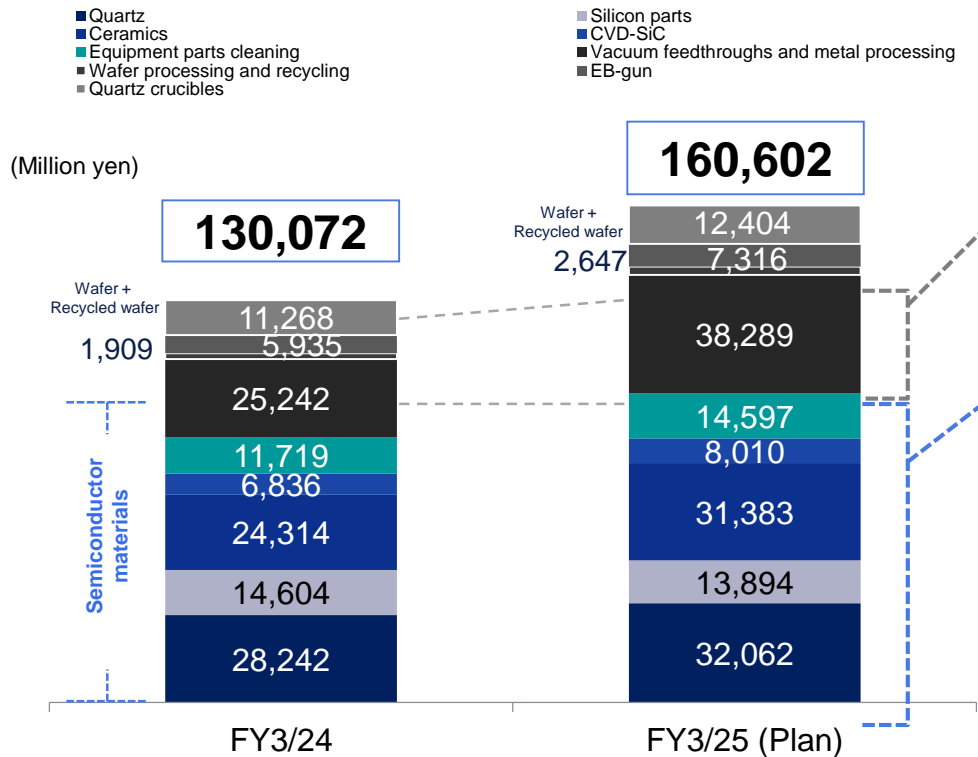 Quartz
Silicon parts
Ceramics
CVD-SiC
Equipment parts cleaning
Vacuum feedthroughs and metal processing
Wafer processing and recycling
EB-gun
Quartz crucibles
(Million yen)
130,072
160,602
Wafer +
Recycled wafer
1,909
11,268
5,935
25,242
11,719
6,836
24,314
14,604
28,242
Semiconductor
materials
Wafer +
Recycled wafer
2,647
12,404
7,316
38,289
14,597
8,010
31,383
13,894
32,062
FY3/24
FY3/25 (Plan)